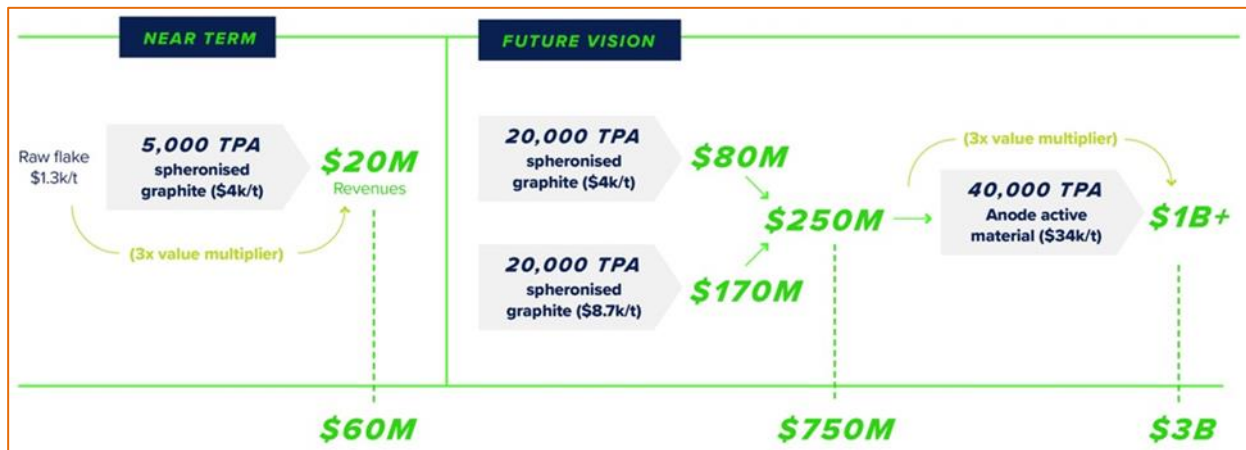 NEAR TERM
FUTURE VISION
Raw flake
$1.3k/t
5,000 TPA
spheronised
graphite ($4k/t)
$20M
Revenues
(3x value multiplier)
20,000 TPA
spheronised
graphite ($4k/t)
$80M
20,000 TPA
spheronised
graphite ($8.7k/t)
$170M
$250M
(3x value multiplier)
40,000 TPA
Anode active
material ($34k/t)
$1B+
$60M
$750M
$3B